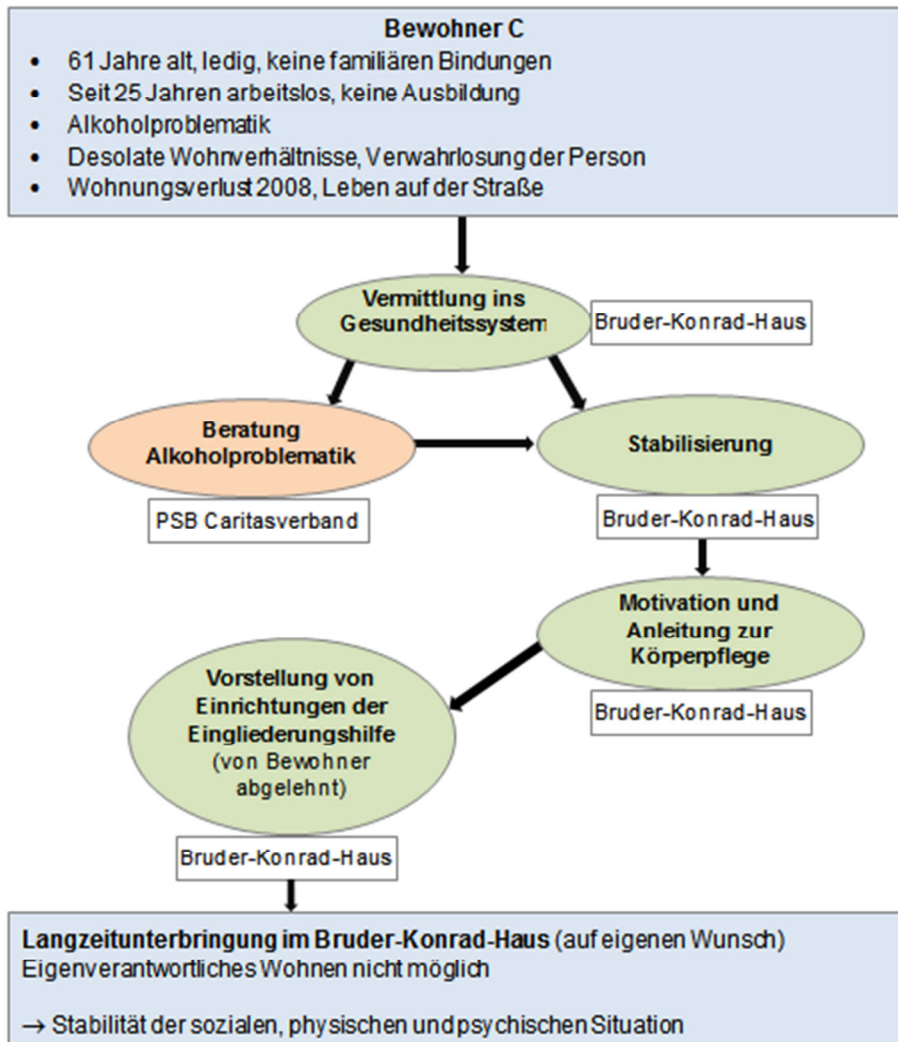 Bewohner C
• 61 Jahre alt, ledig, keine familiären Bindungen
• Seit 25 Jahren arbeitslos, keine Ausbildung
• Alkoholproblematik
• Desolate Wohnverhältnisse, Verwahrlosung der Person
• Wohnungsverlust 2008, Leben auf der Straße
Vermittlung ins
Gesundheitssystem
Bruder-Konrad-Haus
Beratung
Alkoholproblematik
PSB Caritasverband
Stabilisierung
Bruder-Konrad-Haus
Motivation und
Anleitung zur
Körperpflege
Bruder-Konrad-Haus
Vorstellung von
Einrichtungen der
Eingliederungshilfe
(von Bewohner
abgelehnt)
Bruder-Konrad-Haus
Langzeitunterbringung im Bruder-Konrad-Haus (auf eigenen Wunsch)
Eigenverantwortliches Wohnen nicht möglich
→ Stabilität der sozialen, physischen und psychischen Situation